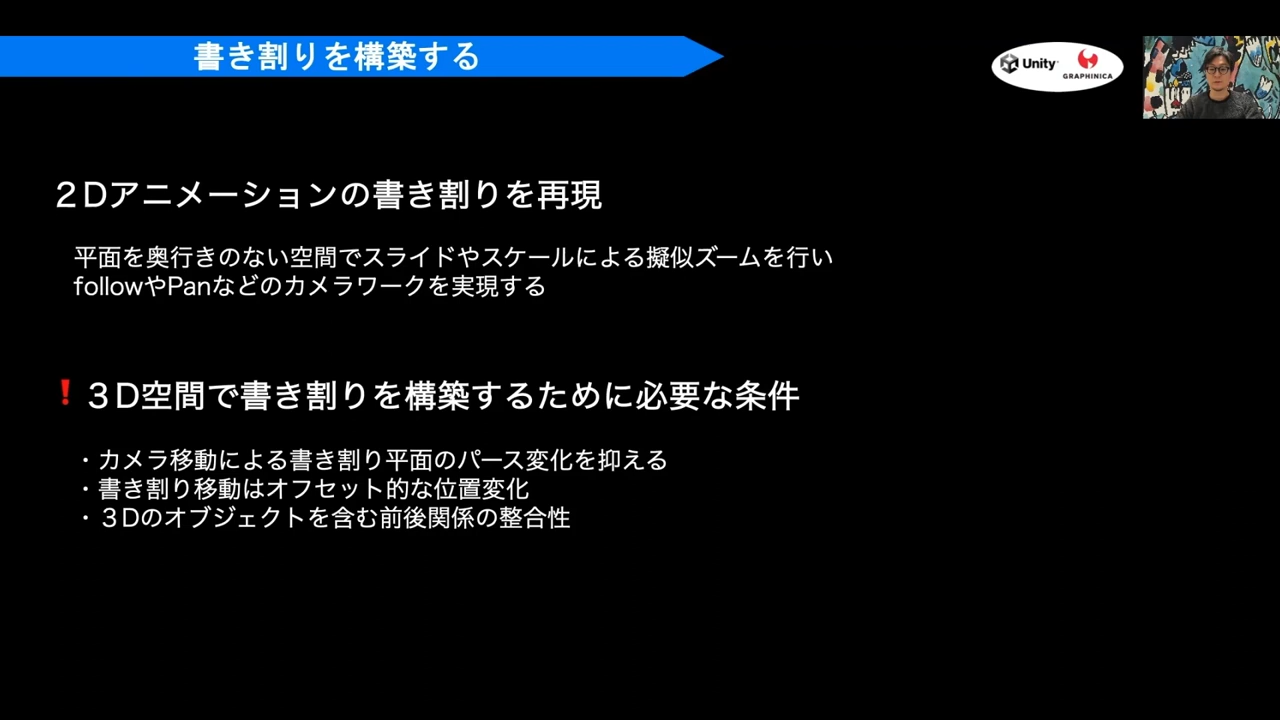 書き割りを構築する
Unity
GRAPHINICA
2Dアニメーションの書き割りを再現
平面を奥行きのない空間でスライドやスケールによる擬似ズームを行い
followやPanなどのカメラワークを実現する
❗3D空間で書き割りを構築するために必要な条件
・カメラ移動による書き割り平面のパース変化を抑える
・書き割り移動はオフセット的な位置変化
・3Dのオブジェクトを含む前後関係の整合性